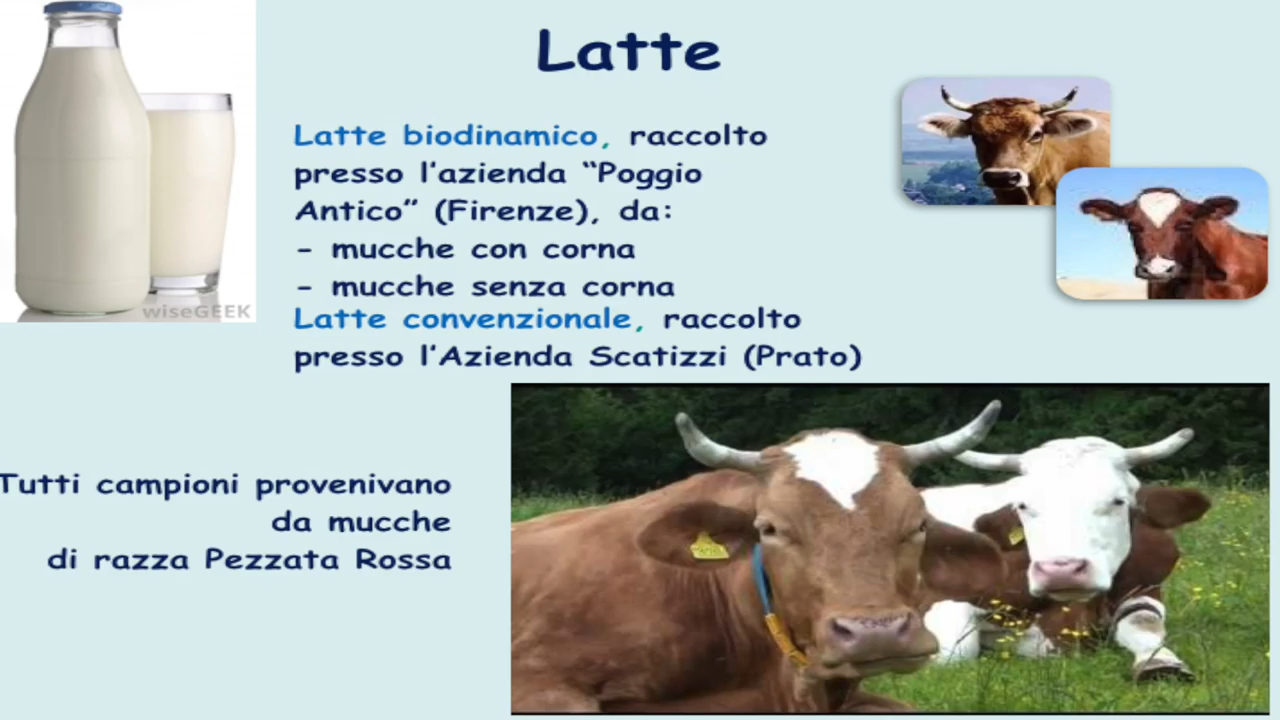 Latte
Latte biodinamico, raccolto
presso l’azienda “Poggio
Antico” (Firenze), da:
- mucche con corna
- mucche senza corna
Latte convenzionale, raccolto
presso l’Azienda Scatizzi (Prato)
wiseGEEK
Tutti campioni provenivano
da mucche
di razza Pezzata Rossa